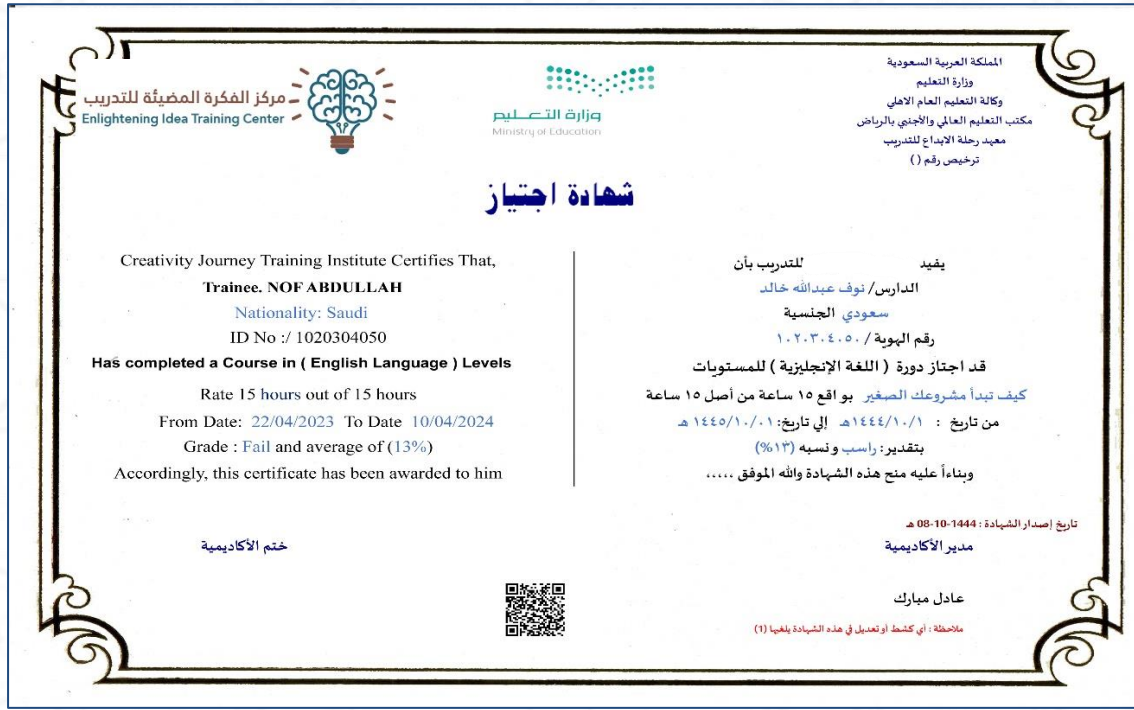 المملكة العربية السعودية
وزارة التعليم
وكالة التعليم العام الاهلي
مكتب التعليم العالي والأجنبي بالرياض
معهد رحلة الابداع للتدريب
ترخيص رقم ( )
وزارة التعليم
Ministry of Education
مركز الفكرة المضيئة للتدريب
Enlightening Idea Training Center
شهادة اجتياز
يفيد للتدريب بأن
الدارس/ نوف عبدالله خالد
سعودي الجنسية
رقم الهوية / ١٠٢٠٣٠٤٠٥٠
قد اجتاز دورة ( اللغة الإنجليزية ) للمستويات
كيف تبدأ مشروعك الصغير بو اقع ١٥ ساعة من أصل ١٥ ساعة
من تاريخ : ١٤٤٤/١٠/١هـ إلي تاريخ: ١٤٤٥/١٠/٠١ هـ
بتقدير: راسب و نسبه (١٣%)
وبناءاً عليه منح هذه الشهادة والله الموفق .....
Creativity Journey Training Institute Certifies That,
Trainee. NOF ABDULLAH
Nationality: Saudi
ID No :/ 1020304050
Has completed a Course in ( English Language ) Levels
Rate 15 hours out of 15 hours
From Date: 22/04/2023 To Date 10/04/2024
Grade : Fail and average of (13%)
Accordingly, this certificate has been awarded to him
تاريخ إصدار الشهادة : 1444-10-08 هـ
مدير الأكاديمية
ختم الأكاديمية
عادل مبارك
ملاحظة : أي كشط أو تعديل في هذه الشهادة يلغيها (1)